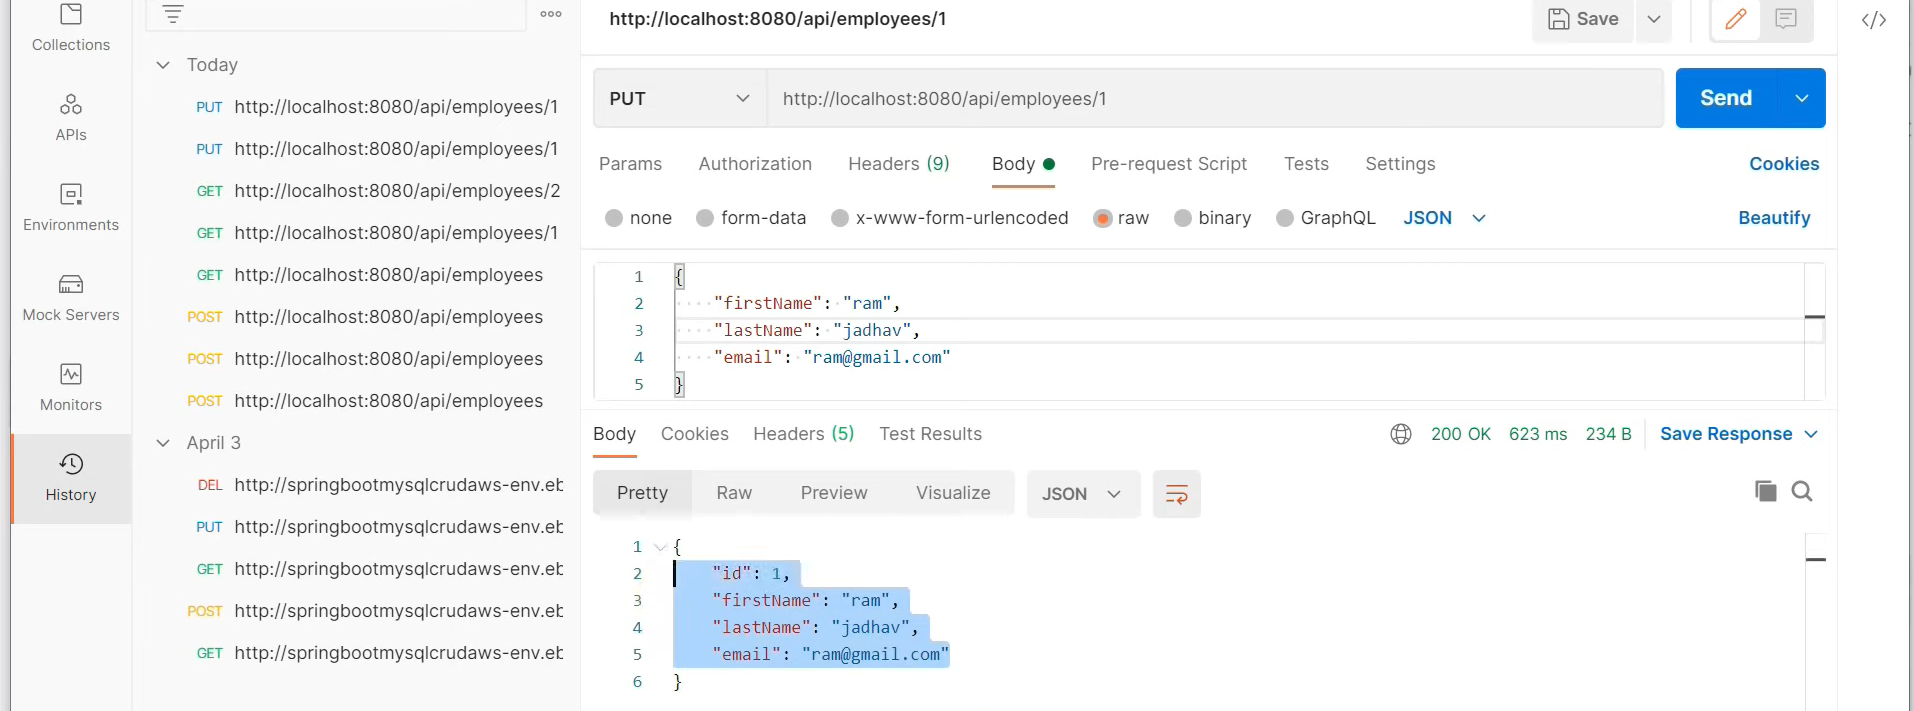 Collections
APIs
Environments
Mock Servers
Monitors
History
Today
PUT http://localhost:8080/api/employees/1
PUT http://localhost:8080/api/employees/1
GET http://localhost:8080/api/employees/2
GET http://localhost:8080/api/employees/1
GET http://localhost:8080/api/employees
POST http://localhost:8080/api/employees
POST http://localhost:8080/api/employees
POST http://localhost:8080/api/employees
April 3
DEL http://springbootmysqlcrudaws-env.eb
PUT http://springbootmysqlcrudaws-env.eb
GET http://springbootmysqlcrudaws-env.eb
POST http://springbootmysqlcrudaws-env.eb
GET http://springbootmysqlcrudaws-env.eb
http://localhost:8080/api/employees/1
Save
PUT http://localhost:8080/api/employees/1 Send
Params Authorization Headers (9) Body Pre-request Script Tests Settings Cookies
none form-data x-www-form-urlencoded raw binary GraphQL JSON Beautify
1 {
2 "firstName": "ram",
3 "lastName": "jadhav",
4 "email": "ram@gmail.com"
5 }
Body Cookies Headers (5) Test Results 200 OK 623 ms 234 B Save Response
Pretty Raw Preview Visualize JSON
1 {
2 "id": 1,
3 "firstName": "ram",
4 "lastName": "jadhav",
5 "email": "ram@gmail.com"
6 }